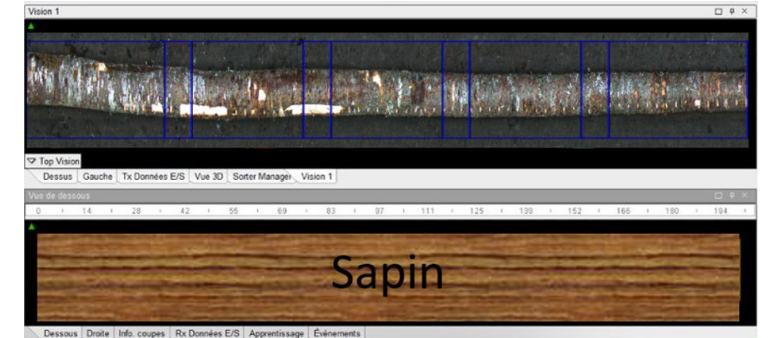 Vision 1
Top Vision
Dessus Gauche Tx Données E/S Vue 3D Sorter Manager Vision 1
Vue de dessous
0 14 28 42 55 69 83 97 111 125 139 152 166 180 194
Sapin
Dessous Droite Info. coupes Rx Données E/S Apprentissage Évènements